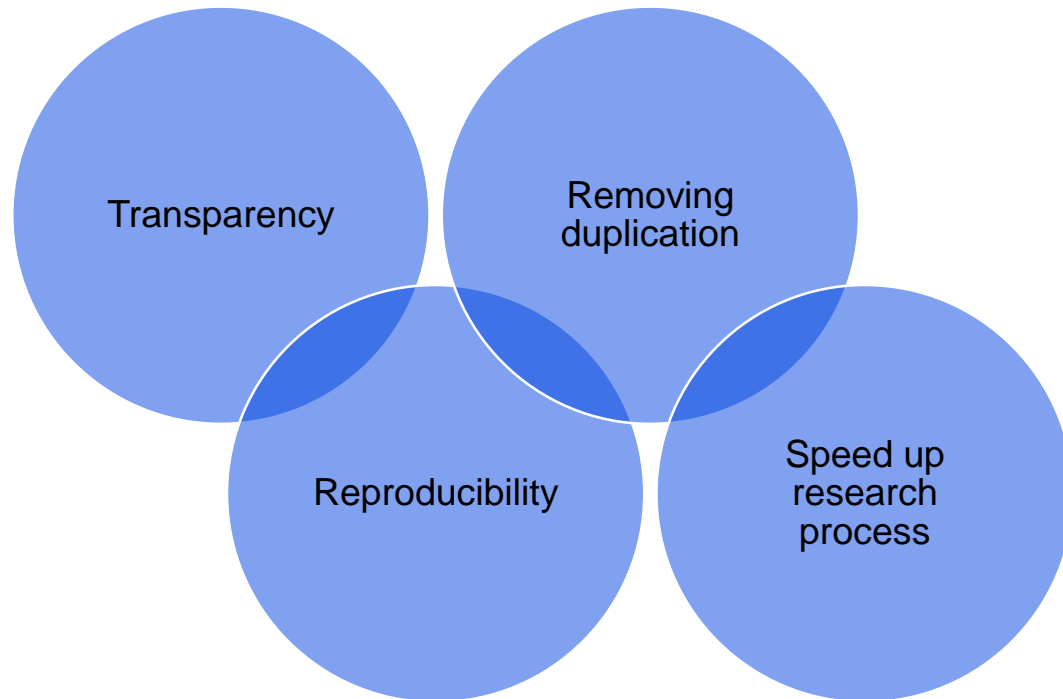 Transparency
Removing
duplication
Reproducibility
Speed up
research
process